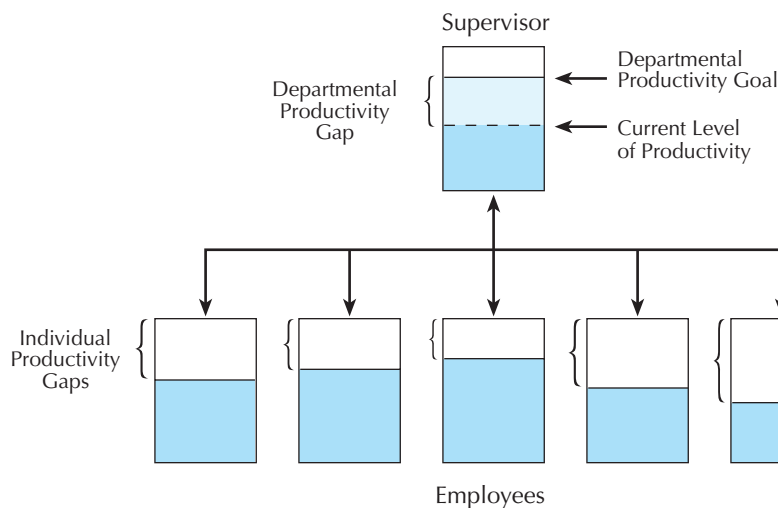 Supervisor
Departmental
Productivity
Gap
Departmental
Productivity Goal
Current Level
of Productivity
Individual
Productivity
Gaps
Employees